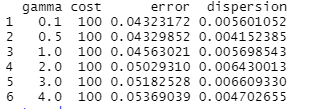 gamma cost error dispersion
1 0.1 100 0.04323172 0.005601052
2 0.5 100 0.04329852 0.004152385
3 1.0 100 0.04563021 0.005698543
4 2.0 100 0.05029310 0.006430013
5 3.0 100 0.05182528 0.006609330
6 4.0 100 0.05369039 0.004702655